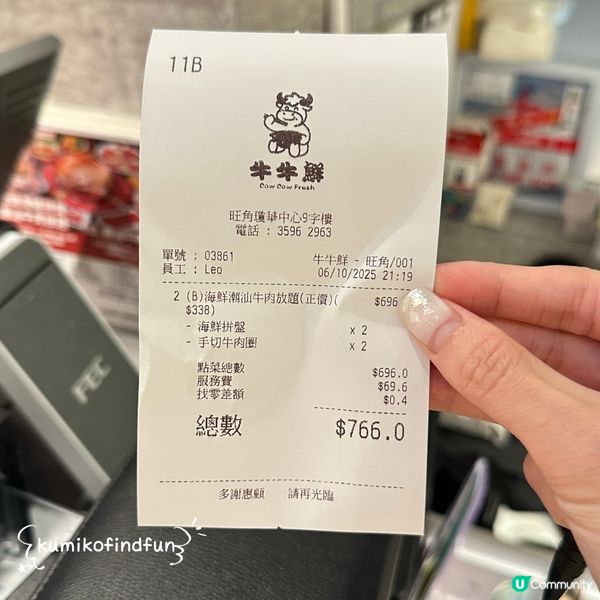 11B
牛牛鮮
Cow Cow Fresh
旺角瓊華中心9字樓
電話 : 3596 2963
單號 : 03861 牛牛鮮 - 旺角/001
員工 : Leo 06/10/2025 21:19
2 (B)海鮮潮汕牛肉放題(正價)( $696
$338)
- 海鮮拼盤 x 2
- 手切牛肉圈 x 2
點菜總數 $696.0
服務費 $69.6
找零差額 $0.4
總數 $766.0
多謝惠顧 請再光臨
FEC
kumikofindfun
U Community